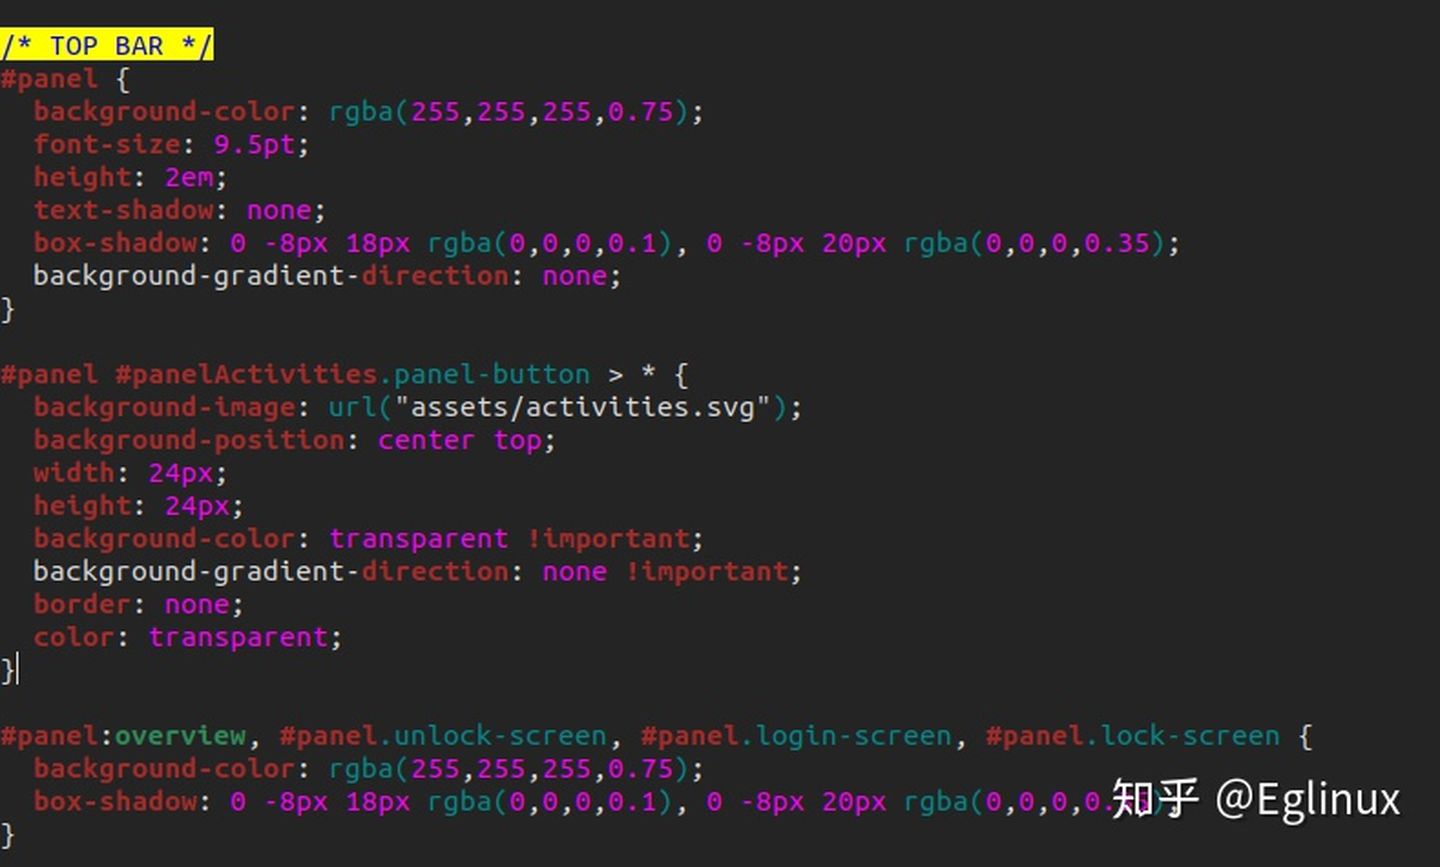 /* TOP BAR */
#panel {
  background-color: rgba(255,255,255,0.75);
  font-size: 9.5pt;
  height: 2em;
  text-shadow: none;
  box-shadow: 0 -8px 18px rgba(0,0,0,0.1), 0 -8px 20px rgba(0,0,0,0.35);
  background-gradient-direction: none;
}
#panel #panelActivities.panel-button > * {
  background-image: url("assets/activities.svg");
  background-position: center top;
  width: 24px;
  height: 24px;
  background-color: transparent !important;
  background-gradient-direction: none !important;
  border: none;
  color: transparent;
}
#panel:overview, #panel.unlock-screen, #panel.login-screen, #panel.lock-screen {
  background-color: rgba(255,255,255,0.75);
  box-shadow: 0 -8px 18px rgba(0,0,0,0.1), 0 -8px 20px rgba(0,0,0,
}
知乎 @Eglinux